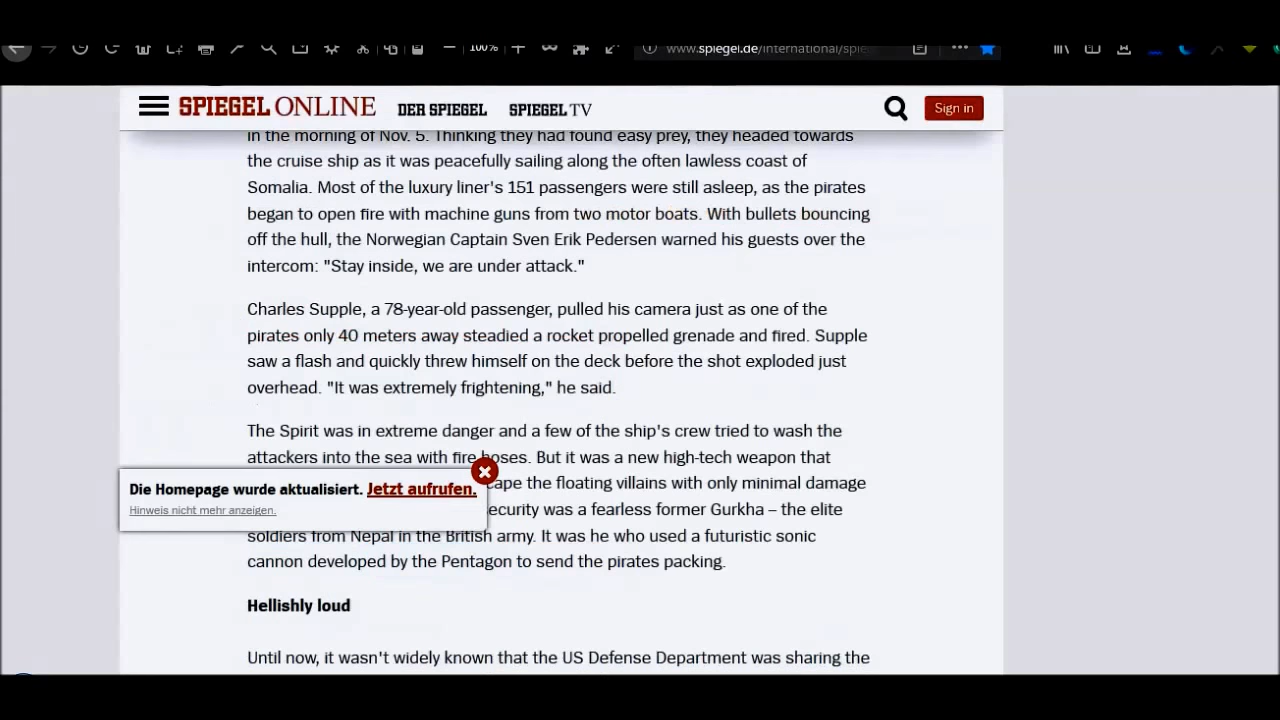 100%
www.spiegel.de/international/spie
SPIEGEL ONLINE DER SPIEGEL SPIEGEL TV
Sign in
in the morning of Nov. 5. Thinking they had found easy prey, they headed towards
the cruise ship as it was peacefully sailing along the often lawless coast of
Somalia. Most of the luxury liner's 151 passengers were still asleep, as the pirates
began to open fire with machine guns from two motor boats. With bullets bouncing
off the hull, the Norwegian Captain Sven Erik Pedersen warned his guests over the
intercom: "Stay inside, we are under attack."
Charles Supple, a 78-year-old passenger, pulled his camera just as one of the
pirates only 40 meters away steadied a rocket propelled grenade and fired. Supple
saw a flash and quickly threw himself on the deck before the shot exploded just
overhead. "It was extremely frightening," he said.
The Spirit was in extreme danger and a few of the ship's crew tried to wash the
attackers into the sea with fire hoses. But it was a new high-tech weapon that
cape the floating villains with only minimal damage
ecurity was a fearless former Gurkha – the elite
soldiers from Nepal in the British army. It was he who used a futuristic sonic
cannon developed by the Pentagon to send the pirates packing.
Die Homepage wurde aktualisiert. Jetzt aufrufen.
Hinweis nicht mehr anzeigen.
Hellishly loud
Until now, it wasn't widely known that the US Defense Department was sharing the